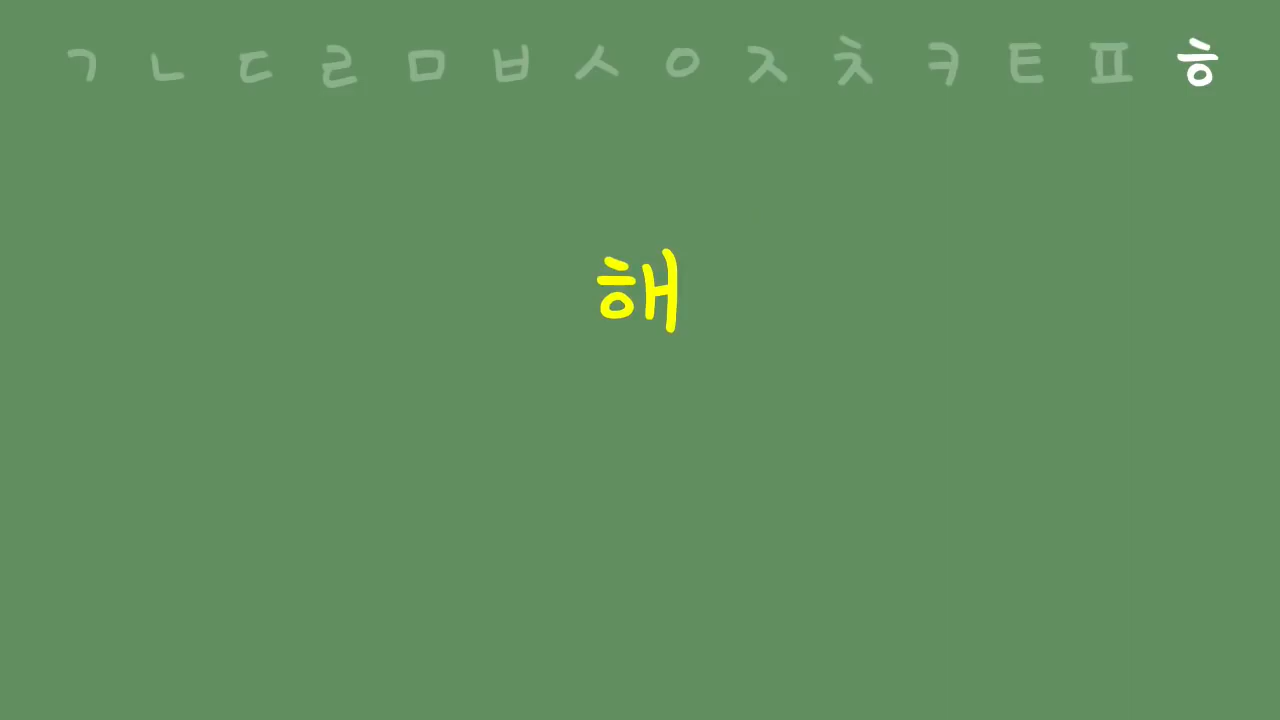 ㄱ ㄴ ㄷ ㄹ ㅁ ㅂ ㅅ ㅇ ㅈ ㅊ ㅋ ㅌ ㅍ ㅎ
해